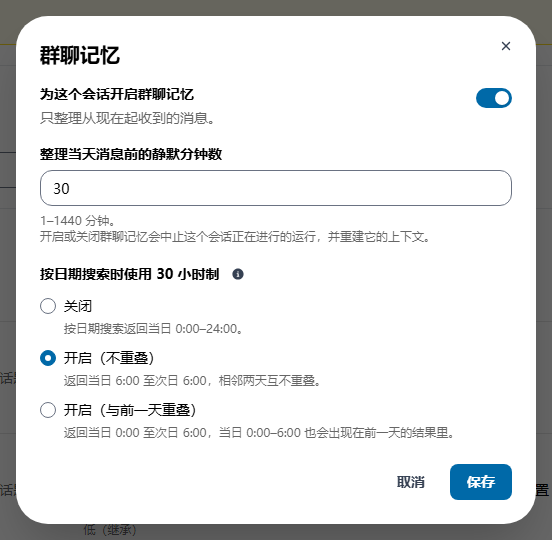 群聊记忆
×
为这个会话开启群聊记忆
只整理从现在起收到的消息。
整理当天消息前的静默分钟数
30
1–1440 分钟。
开启或关闭群聊记忆会中止这个会话正在进行的运行，并重建它的上下文。
按日期搜索时使用 30 小时制
关闭
按日期搜索返回当日 0:00–24:00。
开启（不重叠）
返回当日 6:00 至次日 6:00，相邻两天互不重叠。
开启（与前一天重叠）
返回当日 0:00 至次日 6:00，当日 0:00–6:00 也会出现在前一天的结果里。
取消
保存
置
低（继承）